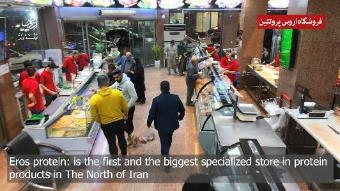 فروشگاه اروس پروتئین
Eros protein: is the first and the biggest specialized store in protein
products in The North of Iran